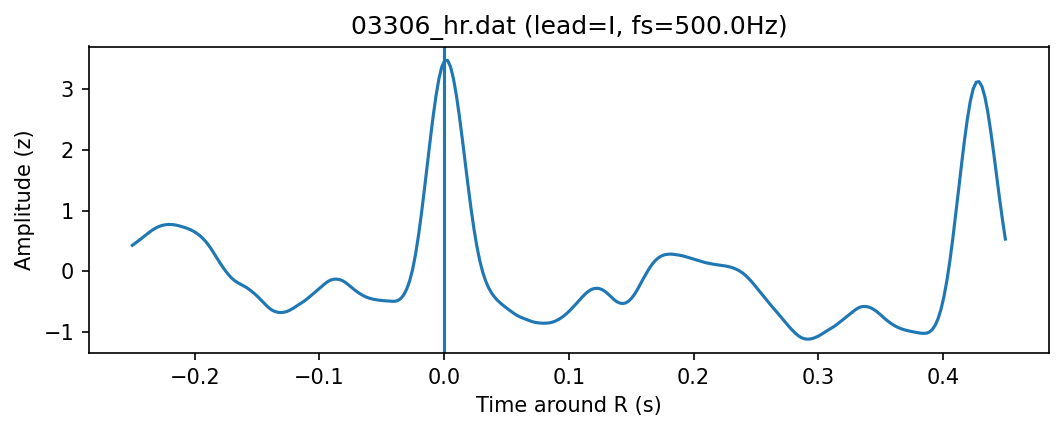 03306_hr.dat (lead=I, fs=500.0Hz)
Amplitude (z)
3
2
1
0
−1
−0.2 −0.1 0.0 0.1 0.2 0.3 0.4
Time around R (s)